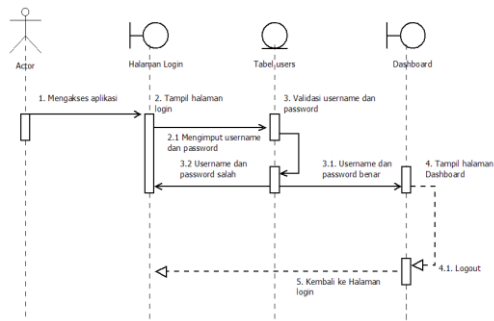 Actor
Halaman Login
Tabel users
Dashboard
1. Mengakses aplikasi
2. Tampil halaman
login
3. Validasi username dan
password
2.1 Mengimput username
dan password
3.2 Username dan
password salah
3.1. Username dan
password benar
4. Tampil halaman
Dashboard
4.1. Logout
5. Kembali ke Halaman
login